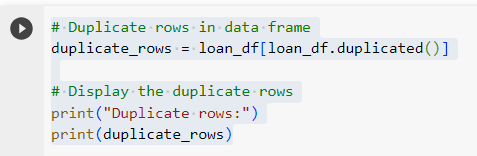 # Duplicate rows in data frame
duplicate_rows = loan_df[loan_df.duplicated()]
# Display the duplicate rows
print("Duplicate rows:")
print(duplicate_rows)